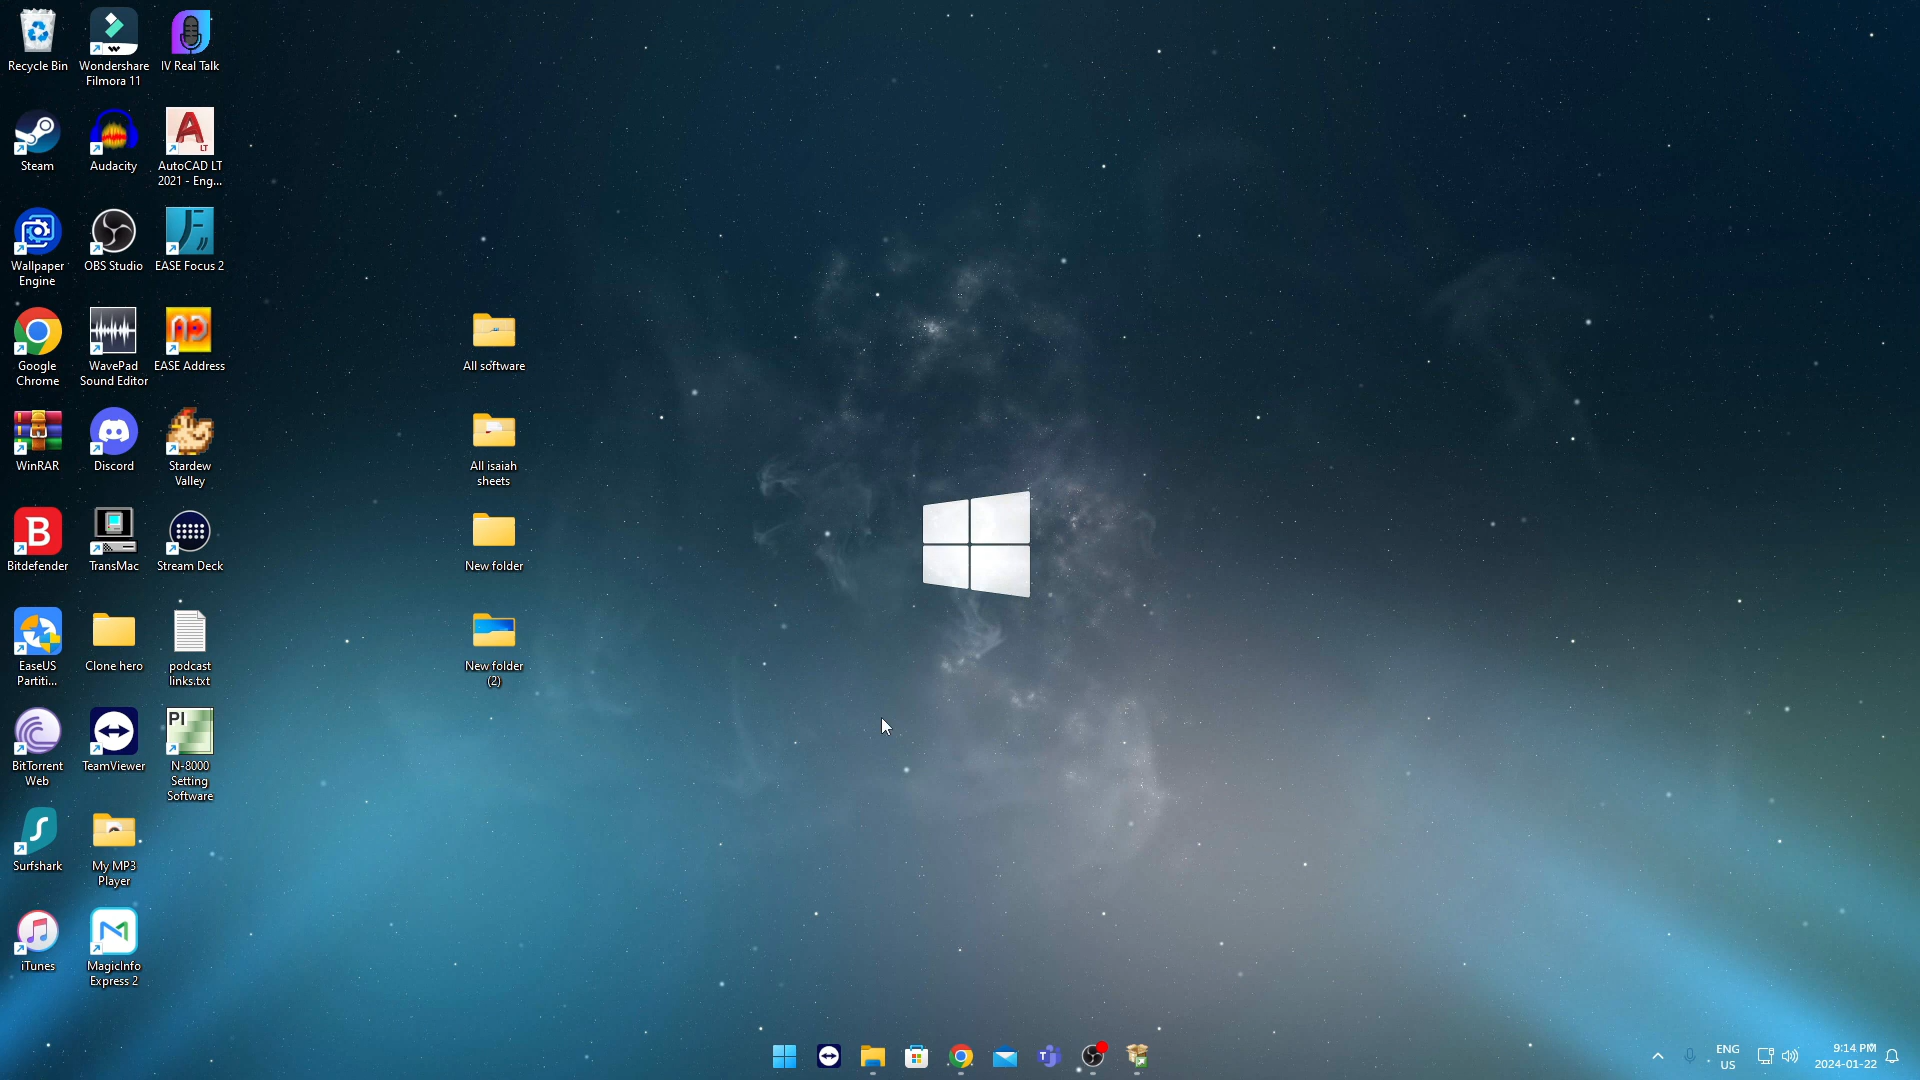 Recycle Bin
Wondershare
Filmora 11
IV Real Talk
Steam
Audacity
AutoCAD LT
2021 - Eng...
LT
Wallpaper
Engine
OBS Studio
EASE Focus 2
Google
Chrome
WavePad
Sound Editor
EASE Address
All software
WinRAR
Discord
Stardew
Valley
All isaiah
sheets
B
Bitdefender
TransMac
Stream Deck
New folder
EaseUS
Partiti...
Clone hero
podcast
links.txt
New folder
(2)
BitTorrent
Web
TeamViewer
PI
N-8000
Setting
Software
Surfshark
My MP3
Player
iTunes
MagicInfo
Express 2
ENG
US
9:14 PM
2024-01-22